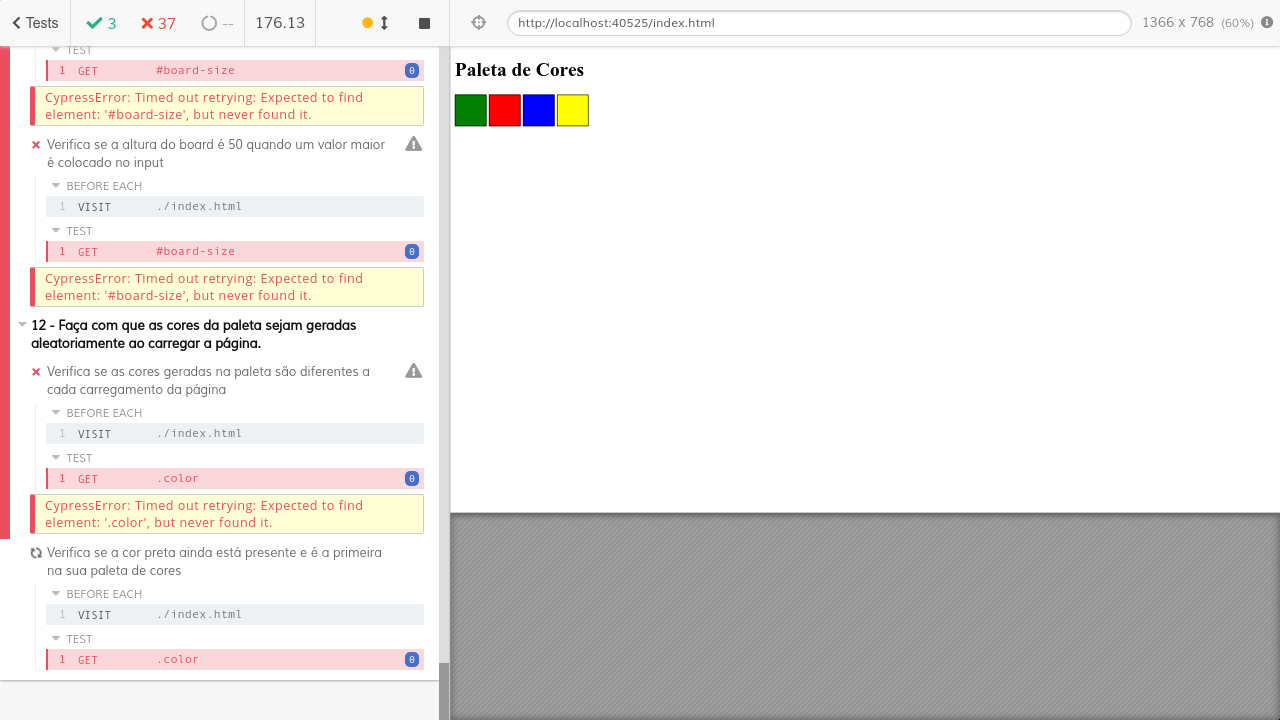 Tests
3
37
--
176.13
http://localhost:40525/index.html
1366 x 768 (60%)
TEST
1 GET #board-size 0
CypressError: Timed out retrying: Expected to find
element: '#board-size', but never found it.
Verifica se a altura do board é 50 quando um valor maior
é colocado no input
BEFORE EACH
1 VISIT ./index.html
TEST
1 GET #board-size 0
CypressError: Timed out retrying: Expected to find
element: '#board-size', but never found it.
12 - Faça com que as cores da paleta sejam geradas
aleatoriamente ao carregar a página.
Verifica se as cores geradas na paleta são diferentes a
cada carregamento da página
BEFORE EACH
1 VISIT ./index.html
TEST
1 GET .color 0
CypressError: Timed out retrying: Expected to find
element: '.color', but never found it.
Verifica se a cor preta ainda está presente e é a primeira
na sua paleta de cores
BEFORE EACH
1 VISIT ./index.html
TEST
1 GET .color 0
Paleta de Cores